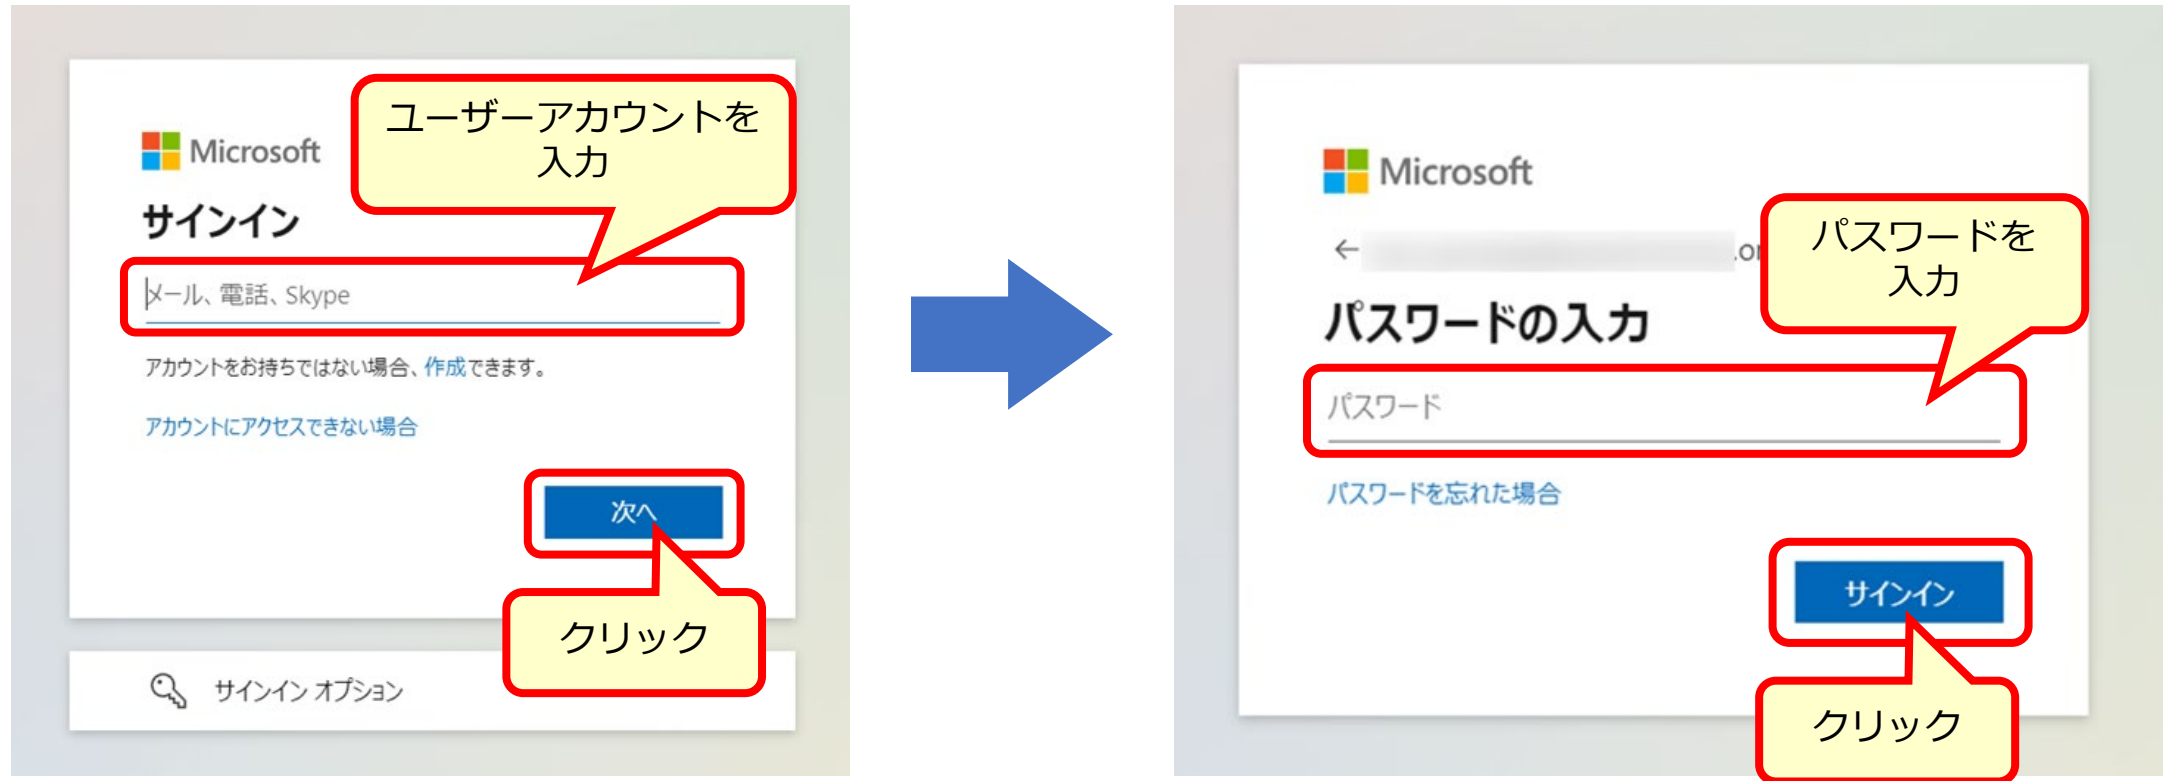 ユーザーアカウントを
入力
Microsoft
サインイン
メール、電話、Skype
アカウントをお持ちではない場合、作成できます。
アカウントにアクセスできない場合
次へ
クリック
サインイン オプション
Microsoft
パスワードを
入力
←
パスワードの入力
パスワード
パスワードを忘れた場合
サインイン
クリック